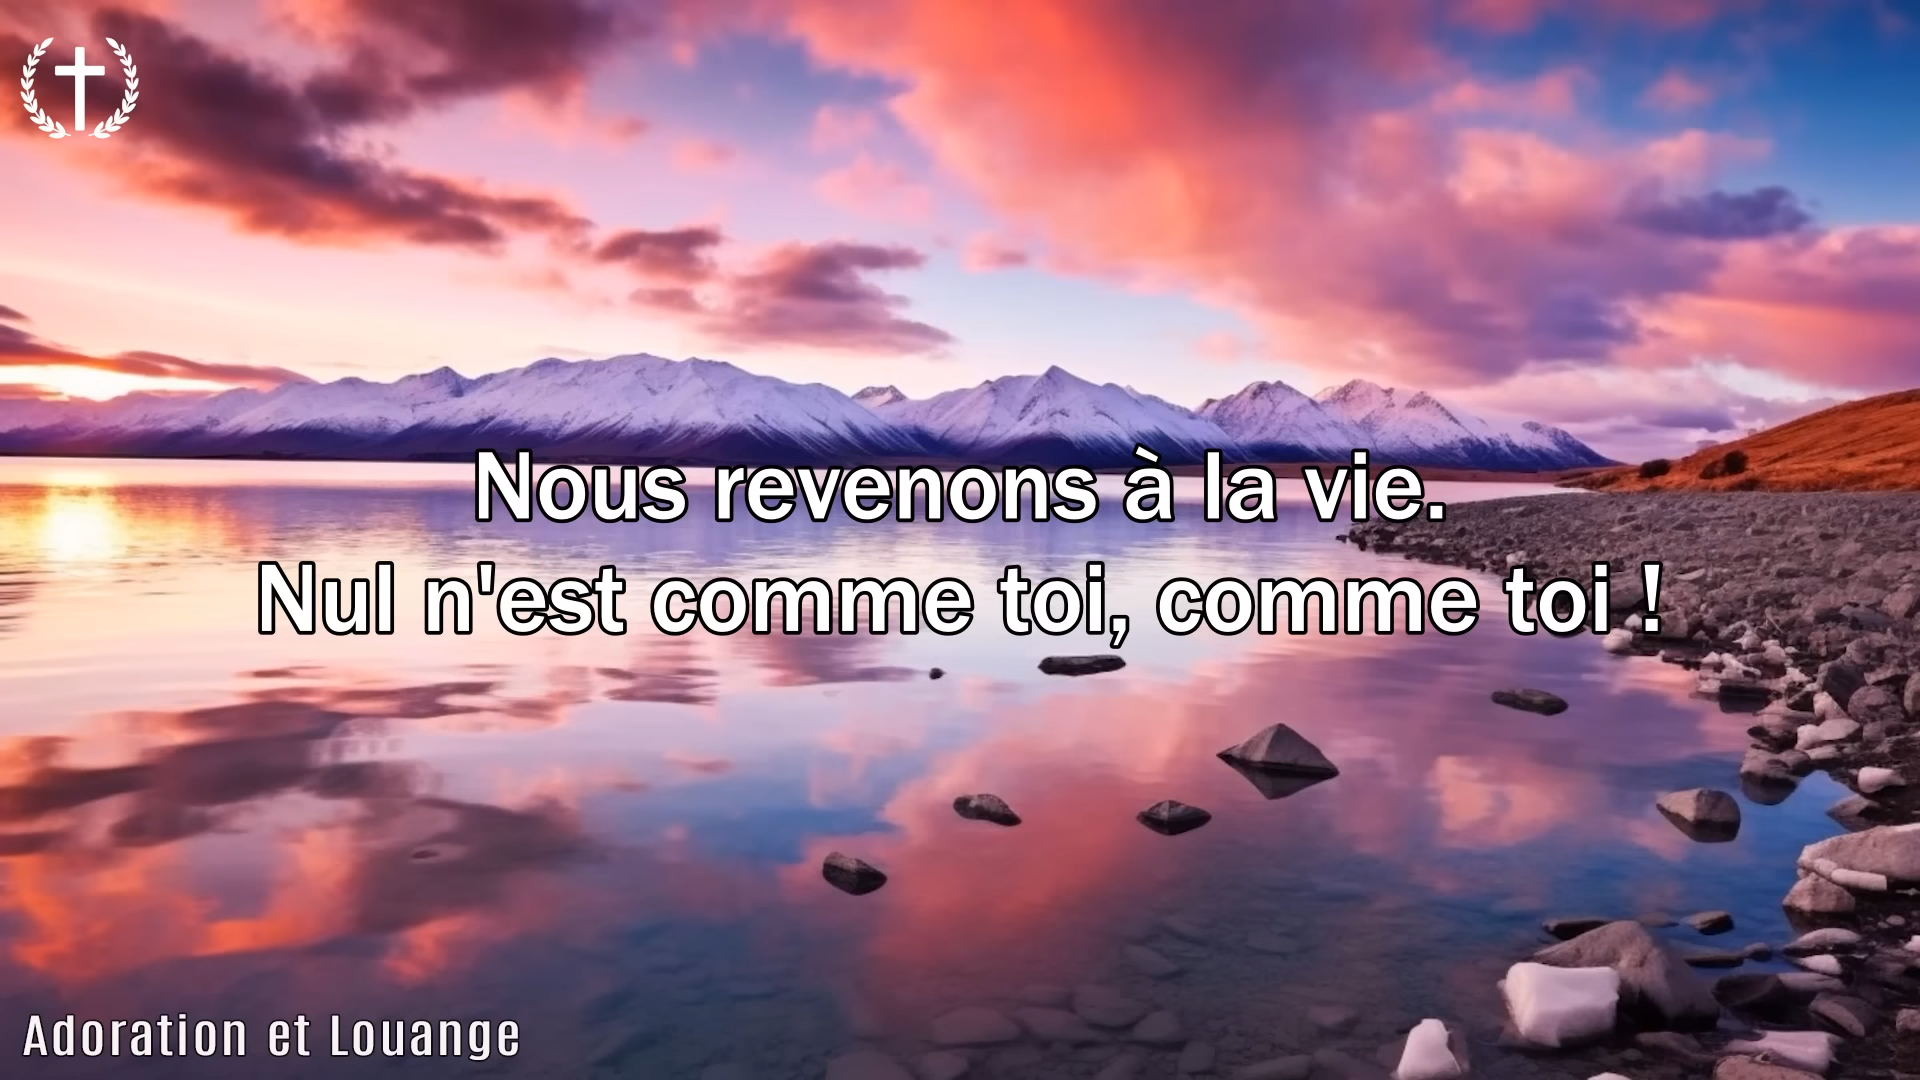 Nous revenons à la vie.
Nul n'est comme toi, comme toi !
Adoration et Louange